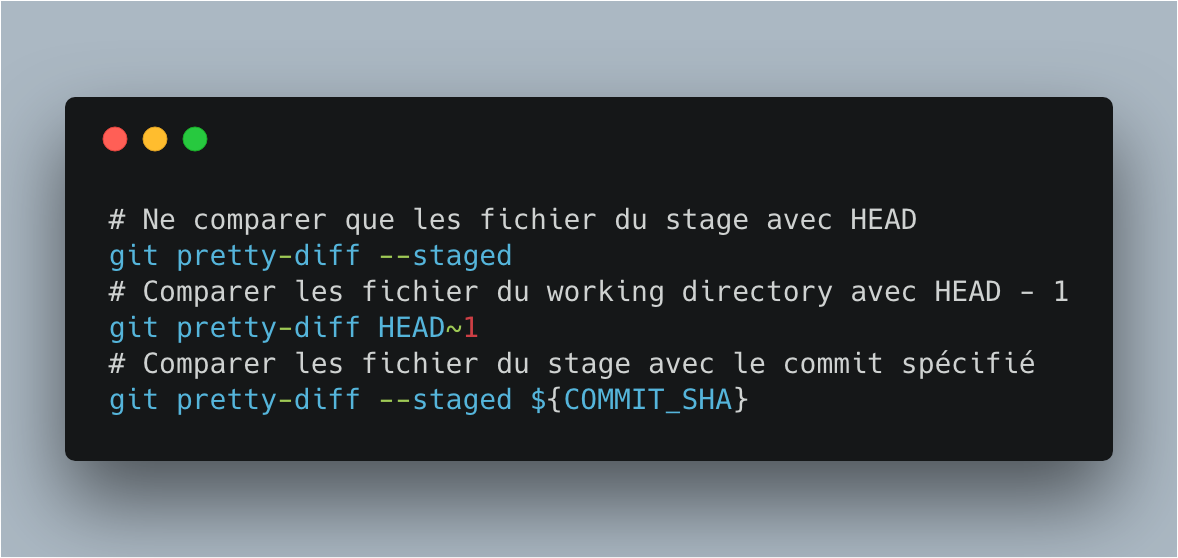 # Ne comparer que les fichier du stage avec HEAD
git pretty-diff --staged
# Comparer les fichier du working directory avec HEAD - 1
git pretty-diff HEAD~1
# Comparer les fichier du stage avec le commit spécifié
git pretty-diff --staged ${COMMIT_SHA}